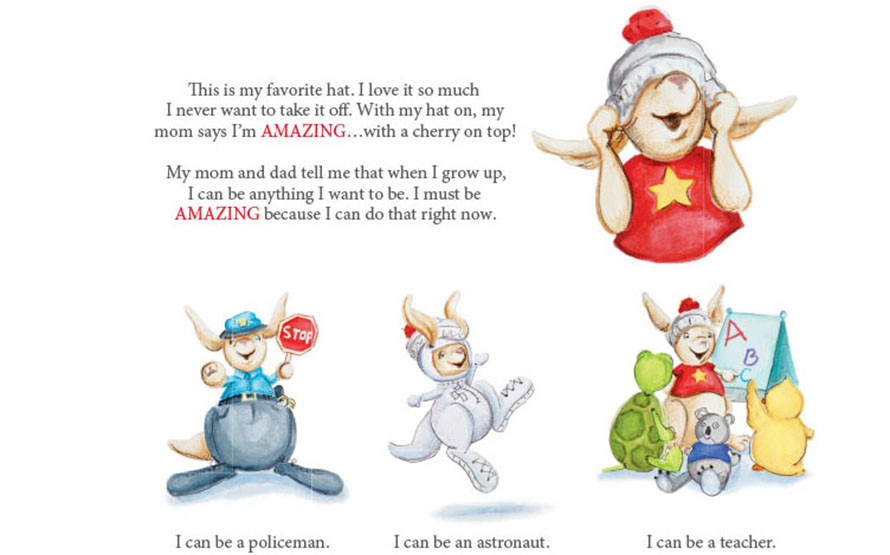 This is my favorite hat. I love it so much
I never want to take it off. With my hat on, my
mom says I'm AMAZING...with a cherry on top!
My mom and dad tell me that when I grow up,
I can be anything I want to be. I must be
AMAZING because I can do that right now.
STOP
A
B
C
I can be a policeman.
I can be an astronaut.
I can be a teacher.